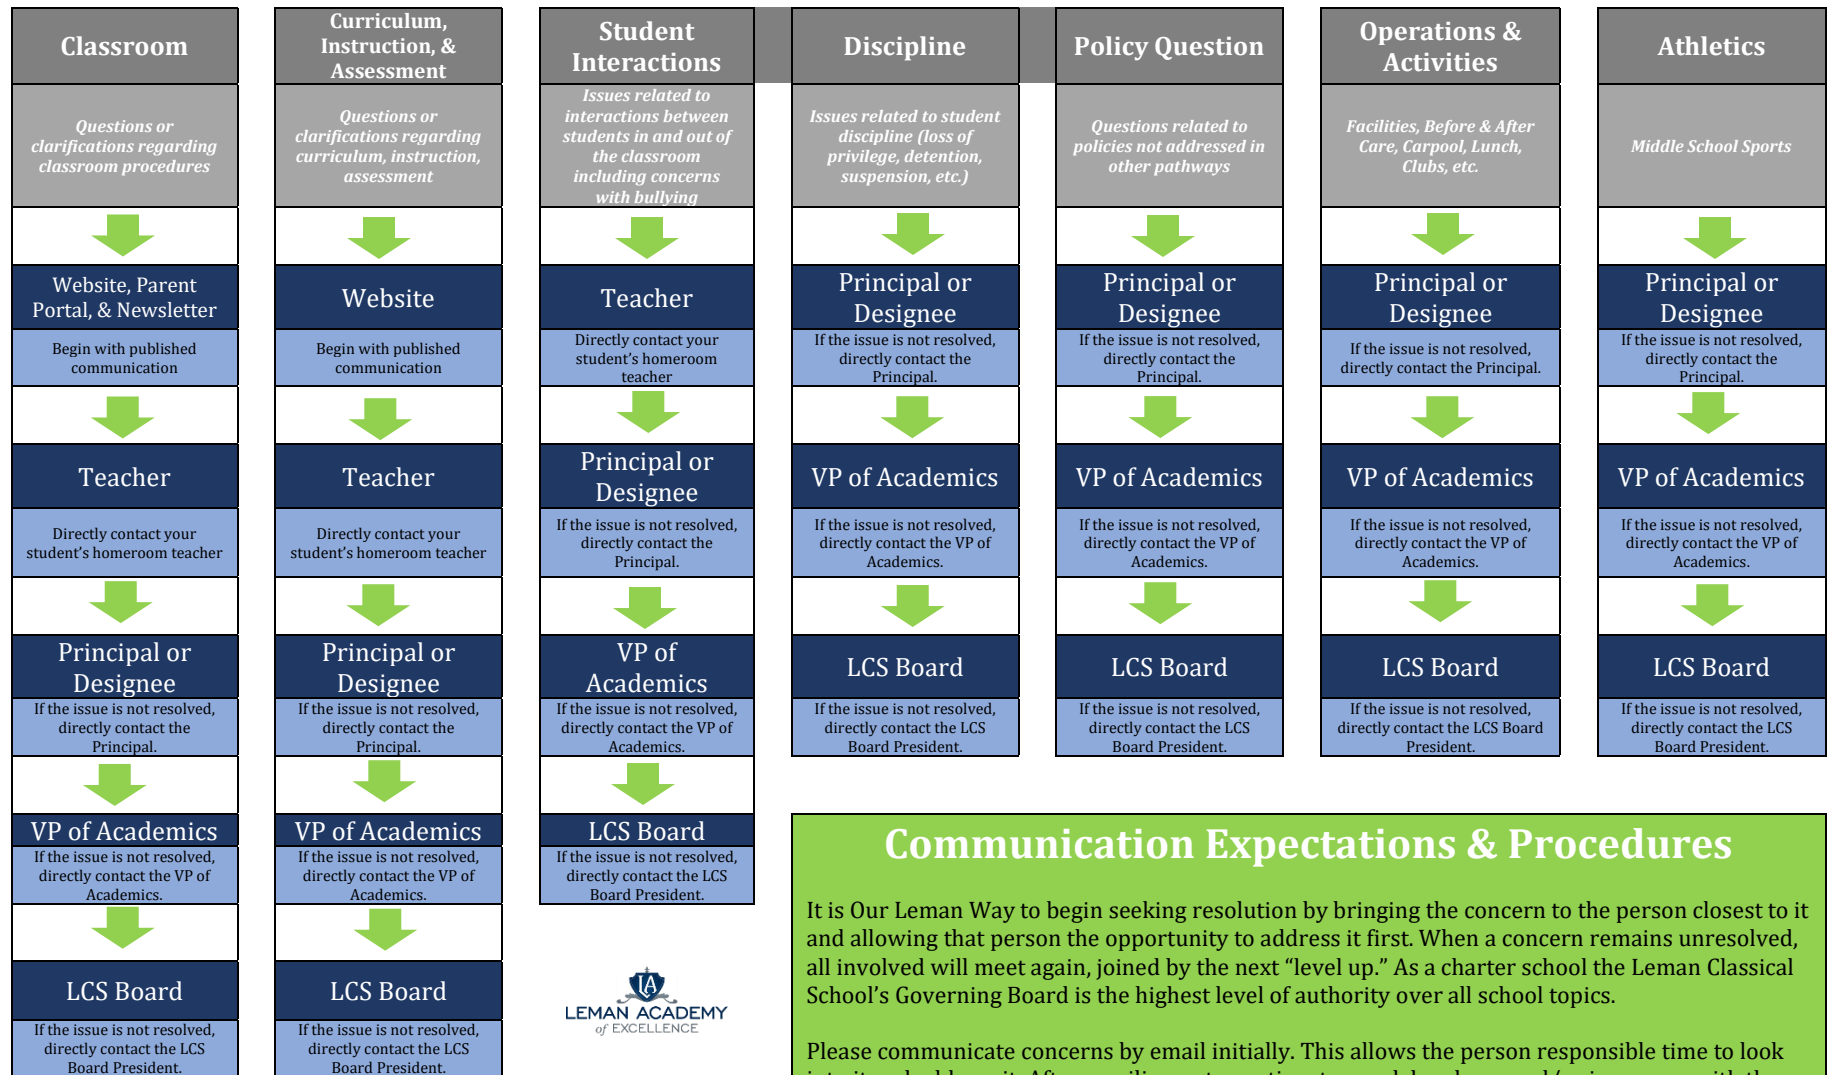 Classroom
Questions or
clarifications regarding
classroom procedures
Website, Parent
Portal, & Newsletter
Begin with published
communication
Teacher
Directly contact your
student's homeroom teacher
Principal or
Designee
If the issue is not resolved,
directly contact the
Principal.
VP of Academics
If the issue is not resolved,
directly contact the VP of
Academics.
LCS Board
If the issue is not resolved,
directly contact the LCS
Board President.
Curriculum,
Instruction, &
Assessment
Questions or
clarifications regarding
curriculum, instruction,
assessment
Website
Begin with published
communication
Teacher
Directly contact your
student's homeroom teacher
Principal or
Designee
If the issue is not resolved,
directly contact the
Principal.
VP of Academics
If the issue is not resolved,
directly contact the VP of
Academics.
LCS Board
If the issue is not resolved,
directly contact the LCS
Board President.
Student
Interactions
Issues related to
interactions between
students in and out of
the classroom
including concerns
with bullying
Teacher
Directly contact your
student's homeroom
teacher
Principal or
Designee
If the issue is not resolved,
directly contact the
Principal.
VP of
Academics
If the issue is not resolved,
directly contact the VP of
Academics.
LCS Board
If the issue is not resolved,
directly contact the LCS
Board President.
LA
LEMAN ACADEMY
of EXCELLENCE
Discipline
Issues related to student
discipline (loss of
privilege, detention,
suspension, etc.)
Principal or
Designee
If the issue is not resolved,
directly contact the
Principal.
VP of Academics
If the issue is not resolved,
directly contact the VP of
Academics.
LCS Board
If the issue is not resolved,
directly contact the LCS
Board President.
Policy Question
Questions related to
policies not addressed in
other pathways
Principal or
Designee
If the issue is not resolved,
directly contact the
Principal.
VP of Academics
If the issue is not resolved,
directly contact the VP of
Academics.
LCS Board
If the issue is not resolved,
directly contact the LCS
Board President.
Operations &
Activities
Facilities, Before & After
Care, Carpool, Lunch,
Clubs, etc.
Principal or
Designee
If the issue is not resolved,
directly contact the Principal.
VP of Academics
If the issue is not resolved,
directly contact the VP of
Academics.
LCS Board
If the issue is not resolved,
directly contact the LCS Board
President.
Athletics
Middle School Sports
Principal or
Designee
If the issue is not resolved,
directly contact the
Principal.
VP of Academics
If the issue is not resolved,
directly contact the VP of
Academics.
LCS Board
If the issue is not resolved,
directly contact the LCS
Board President.
Communication Expectations & Procedures
It is Our Leman Way to begin seeking resolution by bringing the concern to the person closest to it
and allowing that person the opportunity to address it first. When a concern remains unresolved,
all involved will meet again, joined by the next “level up.” As a charter school the Leman Classical
School’s Governing Board is the highest level of authority over all school topics.
Please communicate concerns by email initially. This allows the person responsible time to look